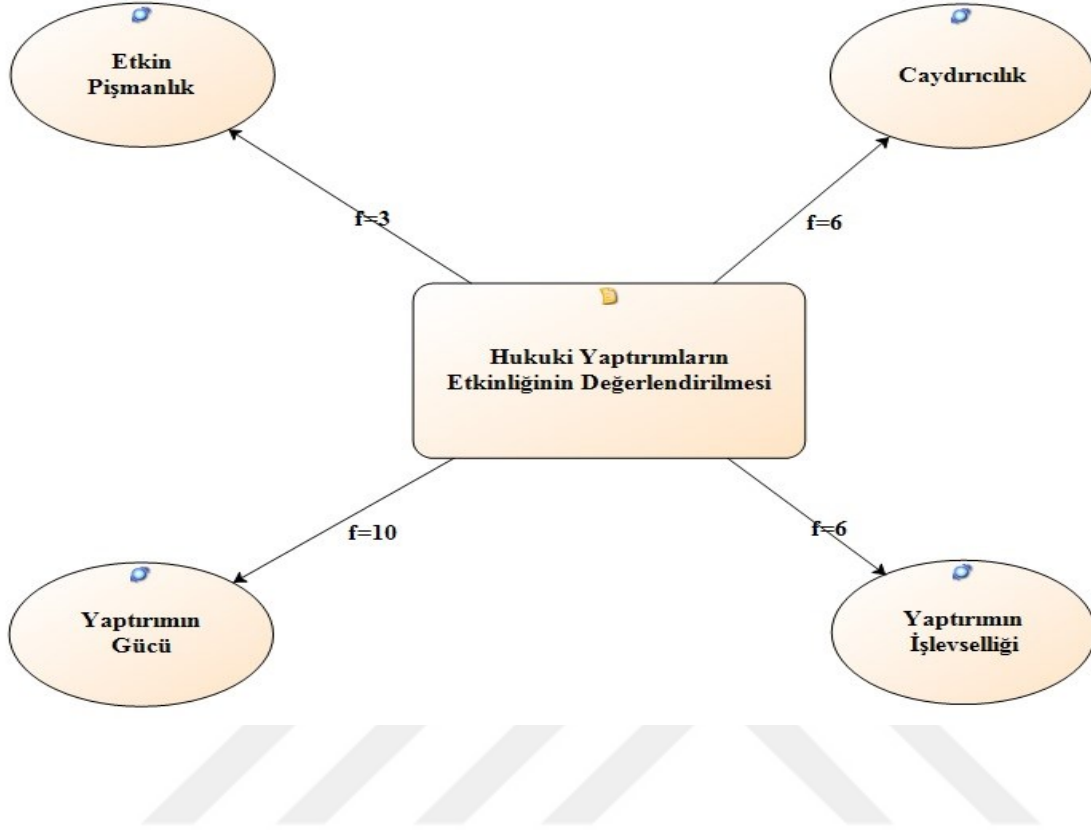 Etkin
Pişmanlık
Caydırıcılık
f=3
f=6
Hukuki Yaptırımların
Etkinliğinin Değerlendirilmesi
f=10
f=6
Yaptırımın
Gücü
Yaptırımın
İşlevselliği